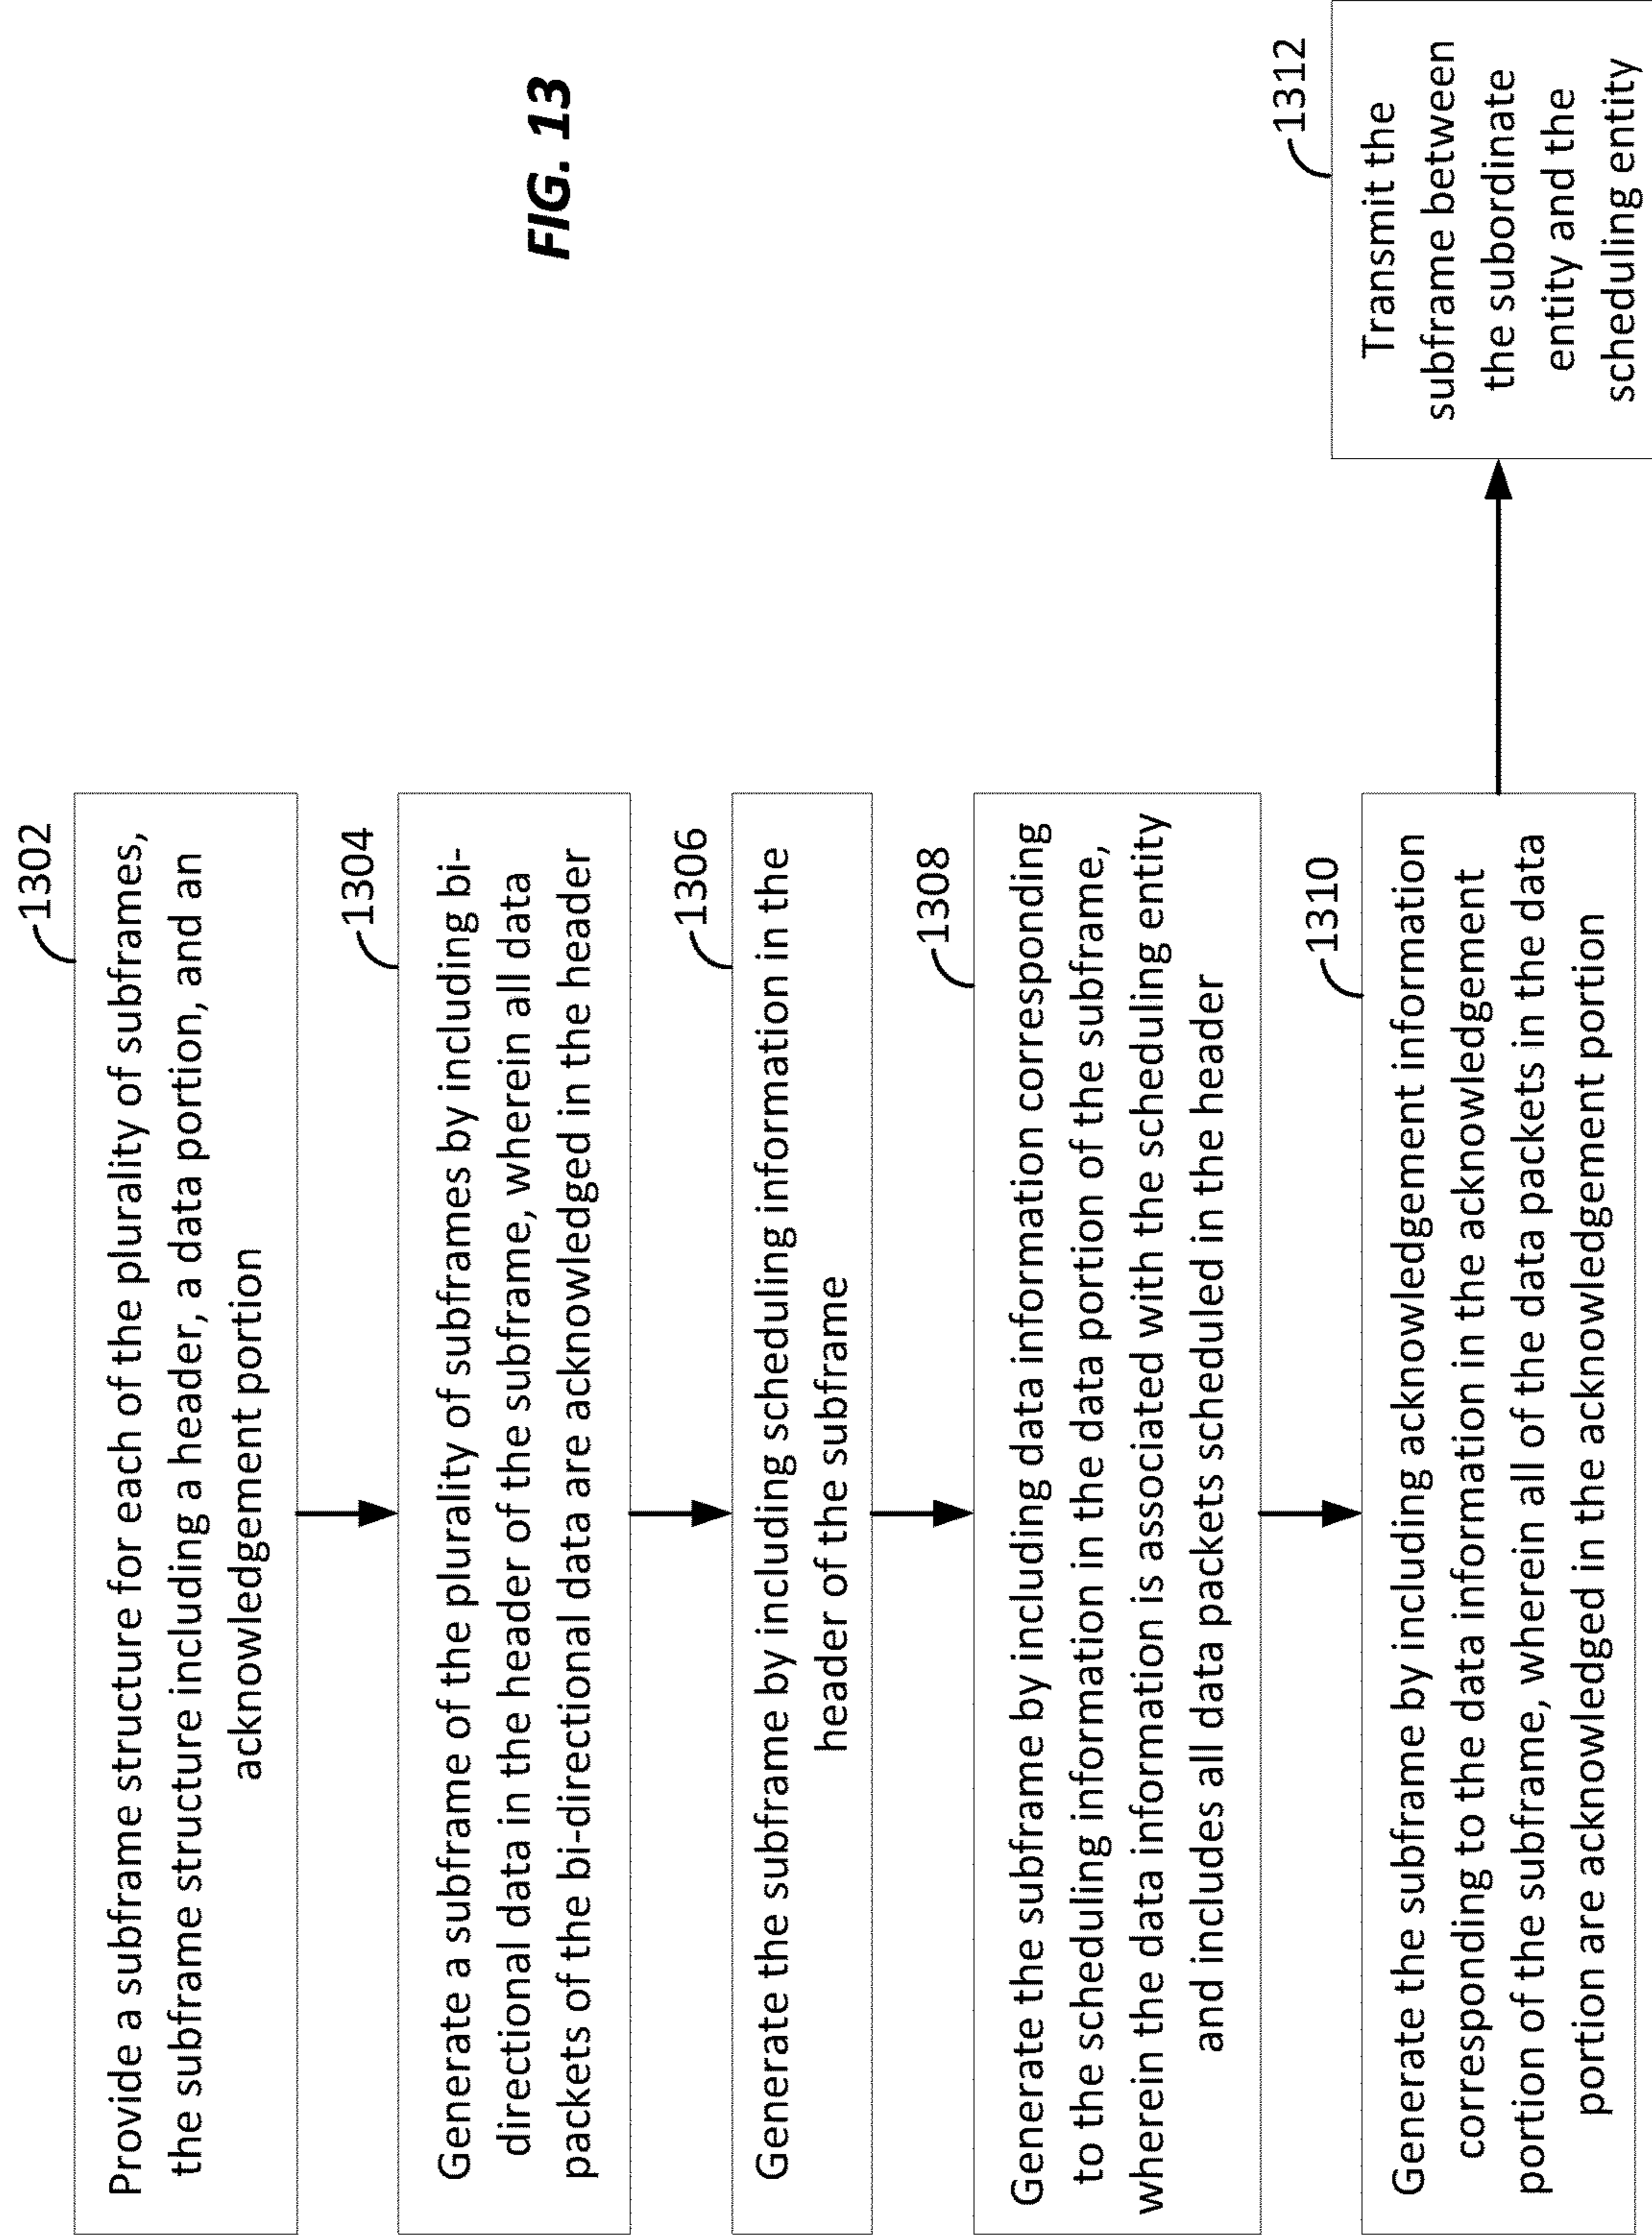 1302
Provide a subframe structure for each of the plurality of subframes,
the subframe structure including a header, a data portion, and an
acknowledgement portion
1304
Generate a subframe of the plurality of subframes by including bi-
directional data in the header of the subframe, wherein all data
packets of the bi-directional data are acknowledged in the header
1306
Generate the subframe by including scheduling information in the
header of the subframe
1308
Generate the subframe by including data information corresponding
to the scheduling information in the data portion of the subframe,
wherein the data information is associated with the scheduling entity
and includes all data packets scheduled in the header
1310
Generate the subframe by including acknowledgement information
corresponding to the data information in the acknowledgement
portion of the subframe, wherein all of the data packets in the data
portion are acknowledged in the acknowledgement portion
1312
Transmit the
subframe between
the subordinate
entity and the
scheduling entity
FIG. 13